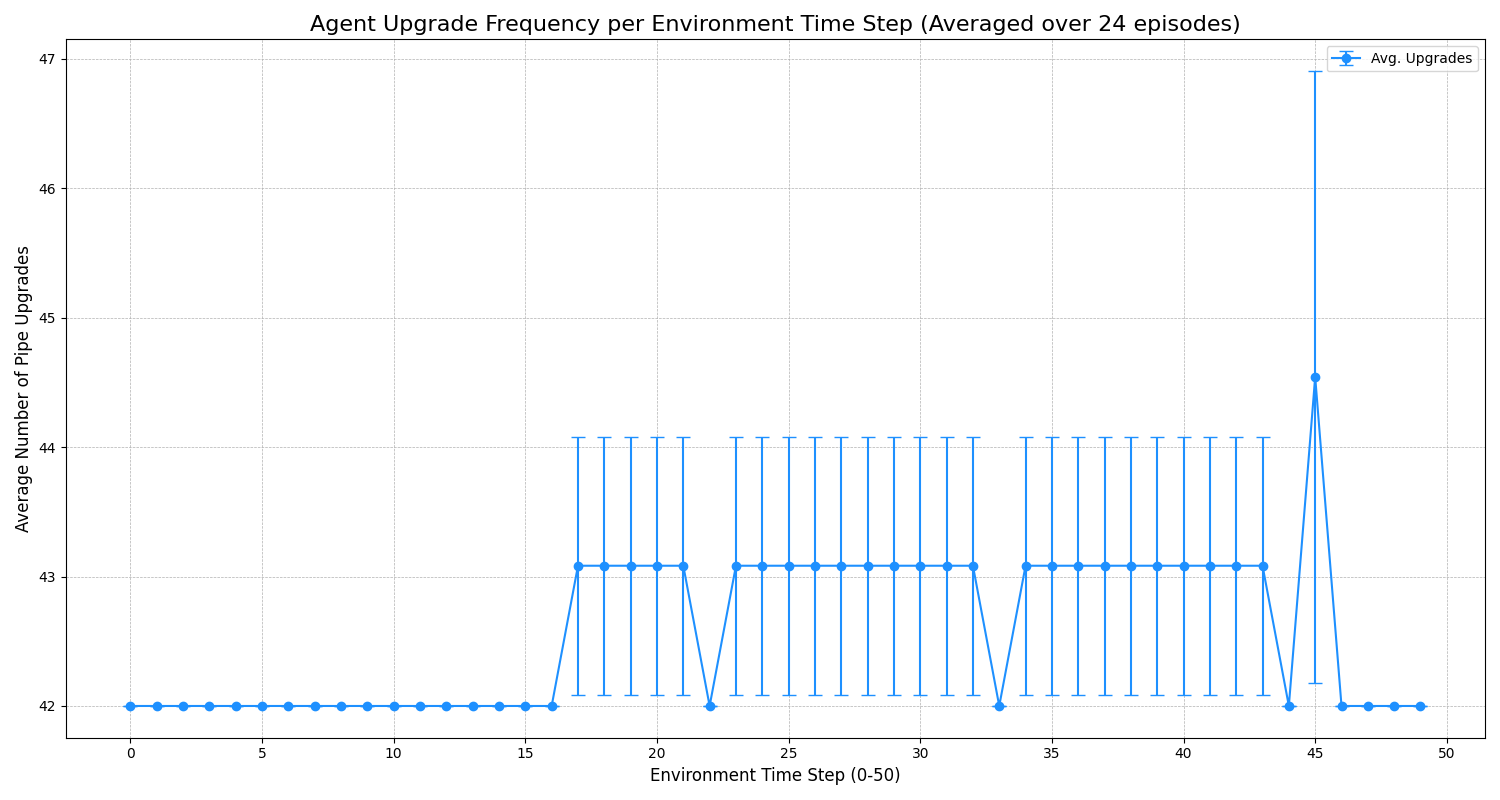 Agent Upgrade Frequency per Environment Time Step (Averaged over 24 episodes)
Avg. Upgrades
Average Number of Pipe Upgrades
47
46
45
44
43
42
0 5 10 15 20 25 30 35 40 45 50
Environment Time Step (0-50)